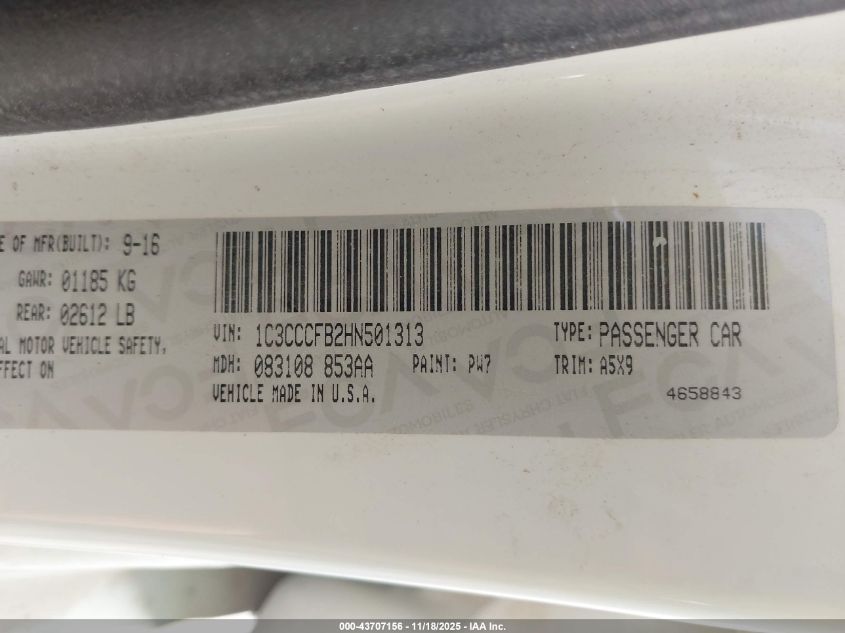 E OF MFR(BUILT): 9-16
GAWR: 01185 KG
REAR: 02612 LB
AL MOTOR VEHICLE SAFETY,
FFECT ON
VIN: 1C3CCCFB2HN501313
TYPE: PASSENGER CAR
MDH: 083108 853AA
PAINT: PW7
TRIM: A5X9
VEHICLE MADE IN U.S.A.
4658843
000-43707156 - 11/18/2025 - IAA Inc.